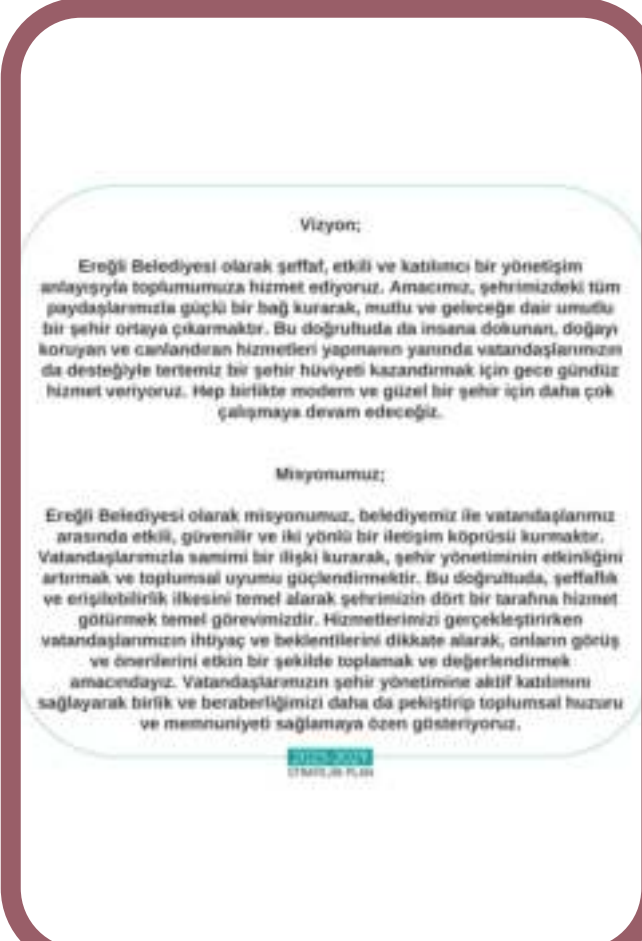 Vizyon;
Ereğli Belediyesi olarak şeffaf, etkili ve katılımcı bir yönetişim
anlayışıyla toplumumuza hizmet ediyoruz. Amacımız, şehrimizdeki tüm
paydaşlarımızla güçlü bir bağ kurarak, mutlu ve geleceğe dair umutlu
bir şehir ortaya çıkarmaktır. Bu doğrultuda da insana dokunan, doğayı
koruyan ve canlandıran hizmetleri yapmanın yanında vatandaşlarımızın
da desteğiyle tertemiz bir şehir hüviyeti kazandırmak için gece gündüz
hizmet veriyoruz. Hep birlikte modern ve güzel bir şehir için daha çok
çalışmaya devam edeceğiz.
Misyonumuz;
Ereğli Belediyesi olarak misyonumuz, belediyemiz ile vatandaşlarımız
arasında etkili, güvenilir ve iki yönlü bir iletişim köprüsü kurmaktır.
Vatandaşlarımızla samimi bir ilişki kurarak, şehir yönetiminin etkinliğini
artırmak ve toplumsal uyumu güçlendirmektir. Bu doğrultuda, şeffaflık
ve erişilebilirlik ilkesini temel alarak şehrimizin dört bir tarafına hizmet
götürmek temel görevimizdir. Hizmetlerimizi gerçekleştirirken
vatandaşlarımızın ihtiyaç ve beklentilerini dikkate alarak, onların görüş
ve önerilerini etkin bir şekilde toplamak ve değerlendirmek
amacındayız. Vatandaşlarımızın şehir yönetimine aktif katılımını
sağlayarak birlik ve beraberliğimizi daha da pekiştirip toplumsal huzuru
ve memnuniyeti sağlamaya özen gösteriyoruz.
2025-2029
STRATEJİK PLAN